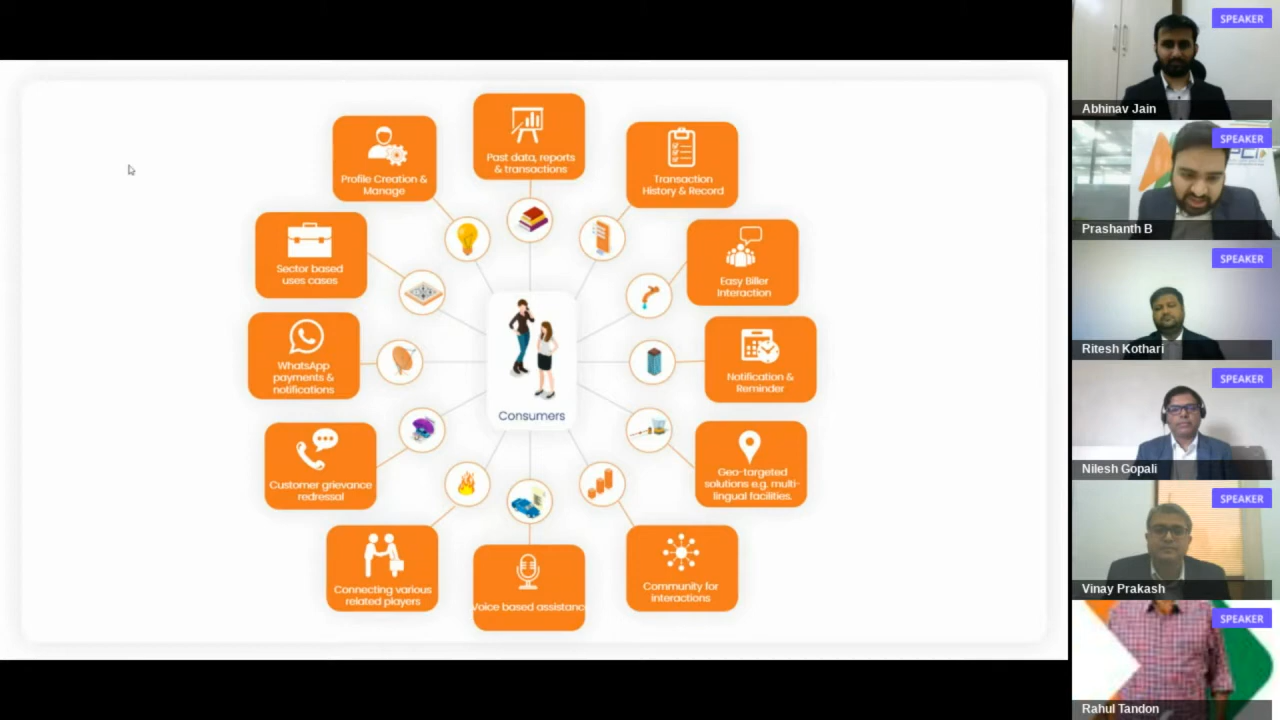 Past data, reports
& transactions
Profile Creation &
Manage
Transaction
History & Record
Sector based
uses cases
Easy Biller
Interaction
WhatsApp
payments &
notifications
Notification &
Reminder
Consumers
Customer grievance
redressal
Geo-targeted
solutions e.g. multi-
lingual facilities.
Connecting various
related players
Voice based assistanc
Community for
interactions
SPEAKER
Abhinav Jain
SPEAKER
Prashanth B
SPEAKER
Ritesh Kothari
SPEAKER
Nilesh Gopali
SPEAKER
Vinay Prakash
SPEAKER
Rahul Tandon